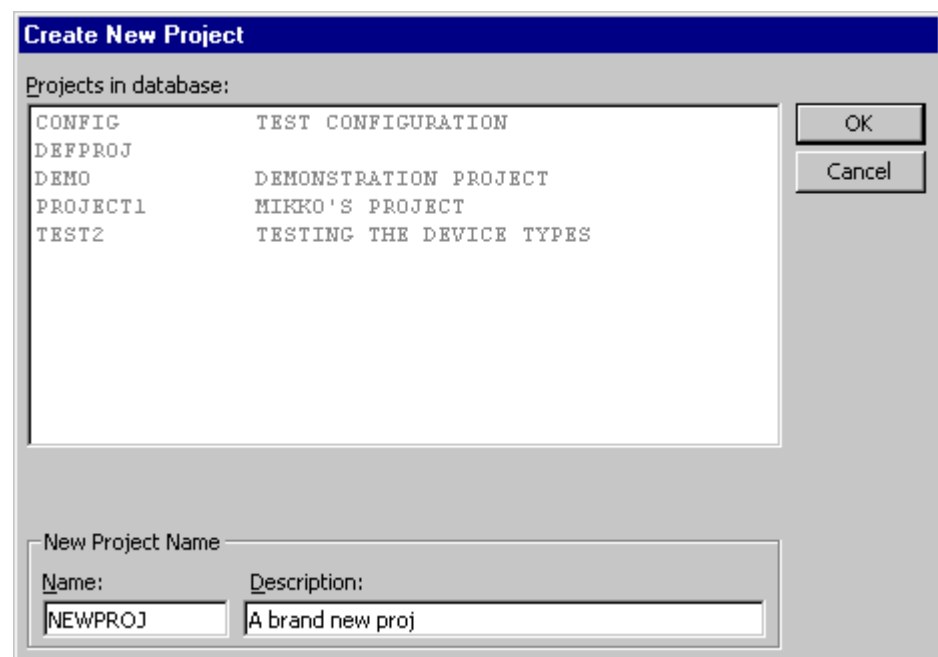 Create New Project
Projects in database:
CONFIG TEST CONFIGURATION
DEFPROJ
DEMO DEMONSTRATION PROJECT
PROJECT1 MIKKO'S PROJECT
TEST2 TESTING THE DEVICE TYPES
OK
Cancel
New Project Name
Name: Description:
NEWPROJ A brand new proj